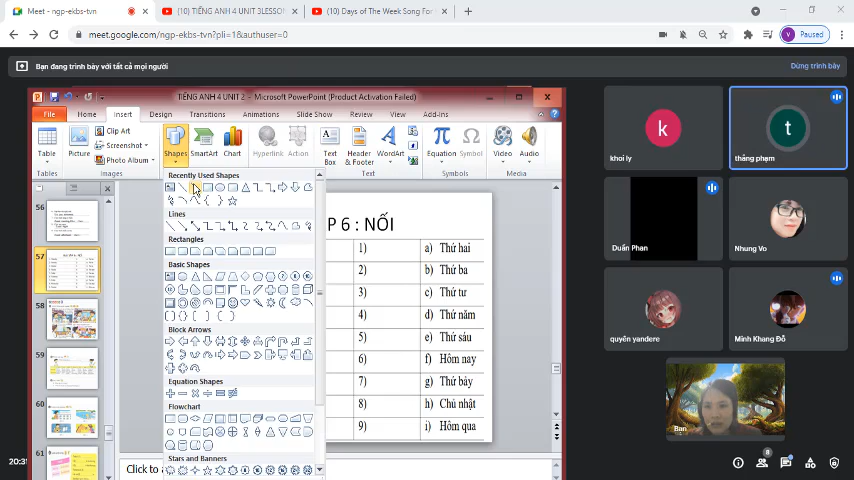 Meet - ngp-ekbs-tvn
(10) TIẾNG ANH 4 UNIT 3LESSON
(10) Days of The Week Song For
meet.google.com/ngp-ekbs-tvn?pli=1&authuser=0
V Paused
Bạn đang trình bày với tất cả mọi người
Dừng trình bày
TIẾNG ANH 4 UNIT 2 - Microsoft PowerPoint (Product Activation Failed)
File Home Insert Design Transitions Animations Slide Show Review View Add-Ins
Table
Picture
Clip Art
Screenshot
Photo Album
Shapes
SmartArt
Chart
Hyperlink
Action
Text Box
Header & Footer
WordArt
Equation
Symbol
Video
Audio
Tables
Images
Text
Symbols
Media
Recently Used Shapes
Lines
Rectangles
Basic Shapes
Block Arrows
Equation Shapes
Flowchart
Stars and Banners
56
57
58
59
60
61
P 6 : NỐI
1) a) Thứ hai
2) b) Thứ ba
3) c) Thứ tư
4) d) Thứ năm
5) e) Thứ sáu
6) f) Hôm nay
7) g) Thứ bảy
8) h) Chủ nhật
9) i) Hôm qua
Click to a
k
khoi ly
t
thăng phạm
Duẩn Phan
Nhung Vo
quyên yandere
Minh Khang Đỗ
Bạn
20:3
8